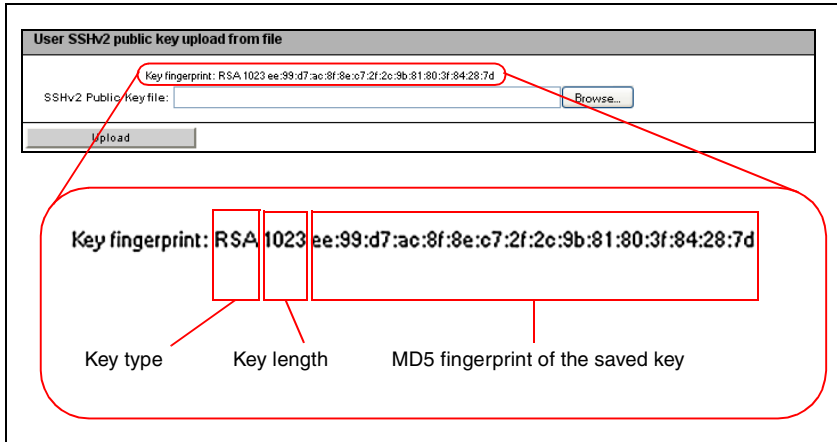 User SSHv2 public key upload from file
Key fingerprint: RSA 1023 ee:99:d7:ac:8f:8e:c7:2f:2c:9b:81:80:3f:84:28:7d
SSHv2 Public Key file: Browse...
Upload
Key fingerprint: RSA 1023 ee:99:d7:ac:8f:8e:c7:2f:2c:9b:81:80:3f:84:28:7d
Key type Key length MD5 fingerprint of the saved key